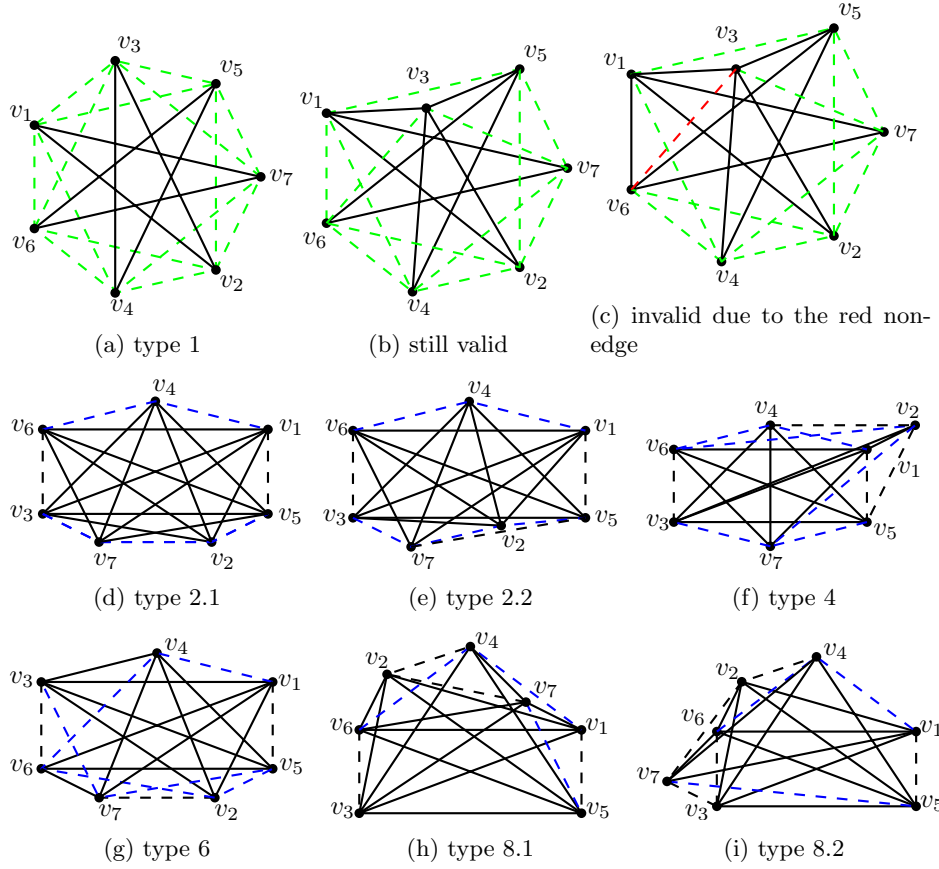 v3 v5 v1 v7 v6 v2 v4
v3 v5 v1 v7 v6 v2 v4
v5 v3 v1 v7 v6 v2 v4
(a) type 1
(b) still valid
(c) invalid due to the red non-
edge
v4 v6 v1 v3 v5 v7 v2
v4 v6 v1 v3 v5 v2 v7
v4 v2 v6 v1 v3 v5 v7
(d) type 2.1
(e) type 2.2
(f) type 4
v4 v3 v1 v6 v5 v7 v2
v4 v2 v7 v6 v1 v3 v5
v4 v2 v6 v1 v7 v3 v5
(g) type 6
(h) type 8.1
(i) type 8.2